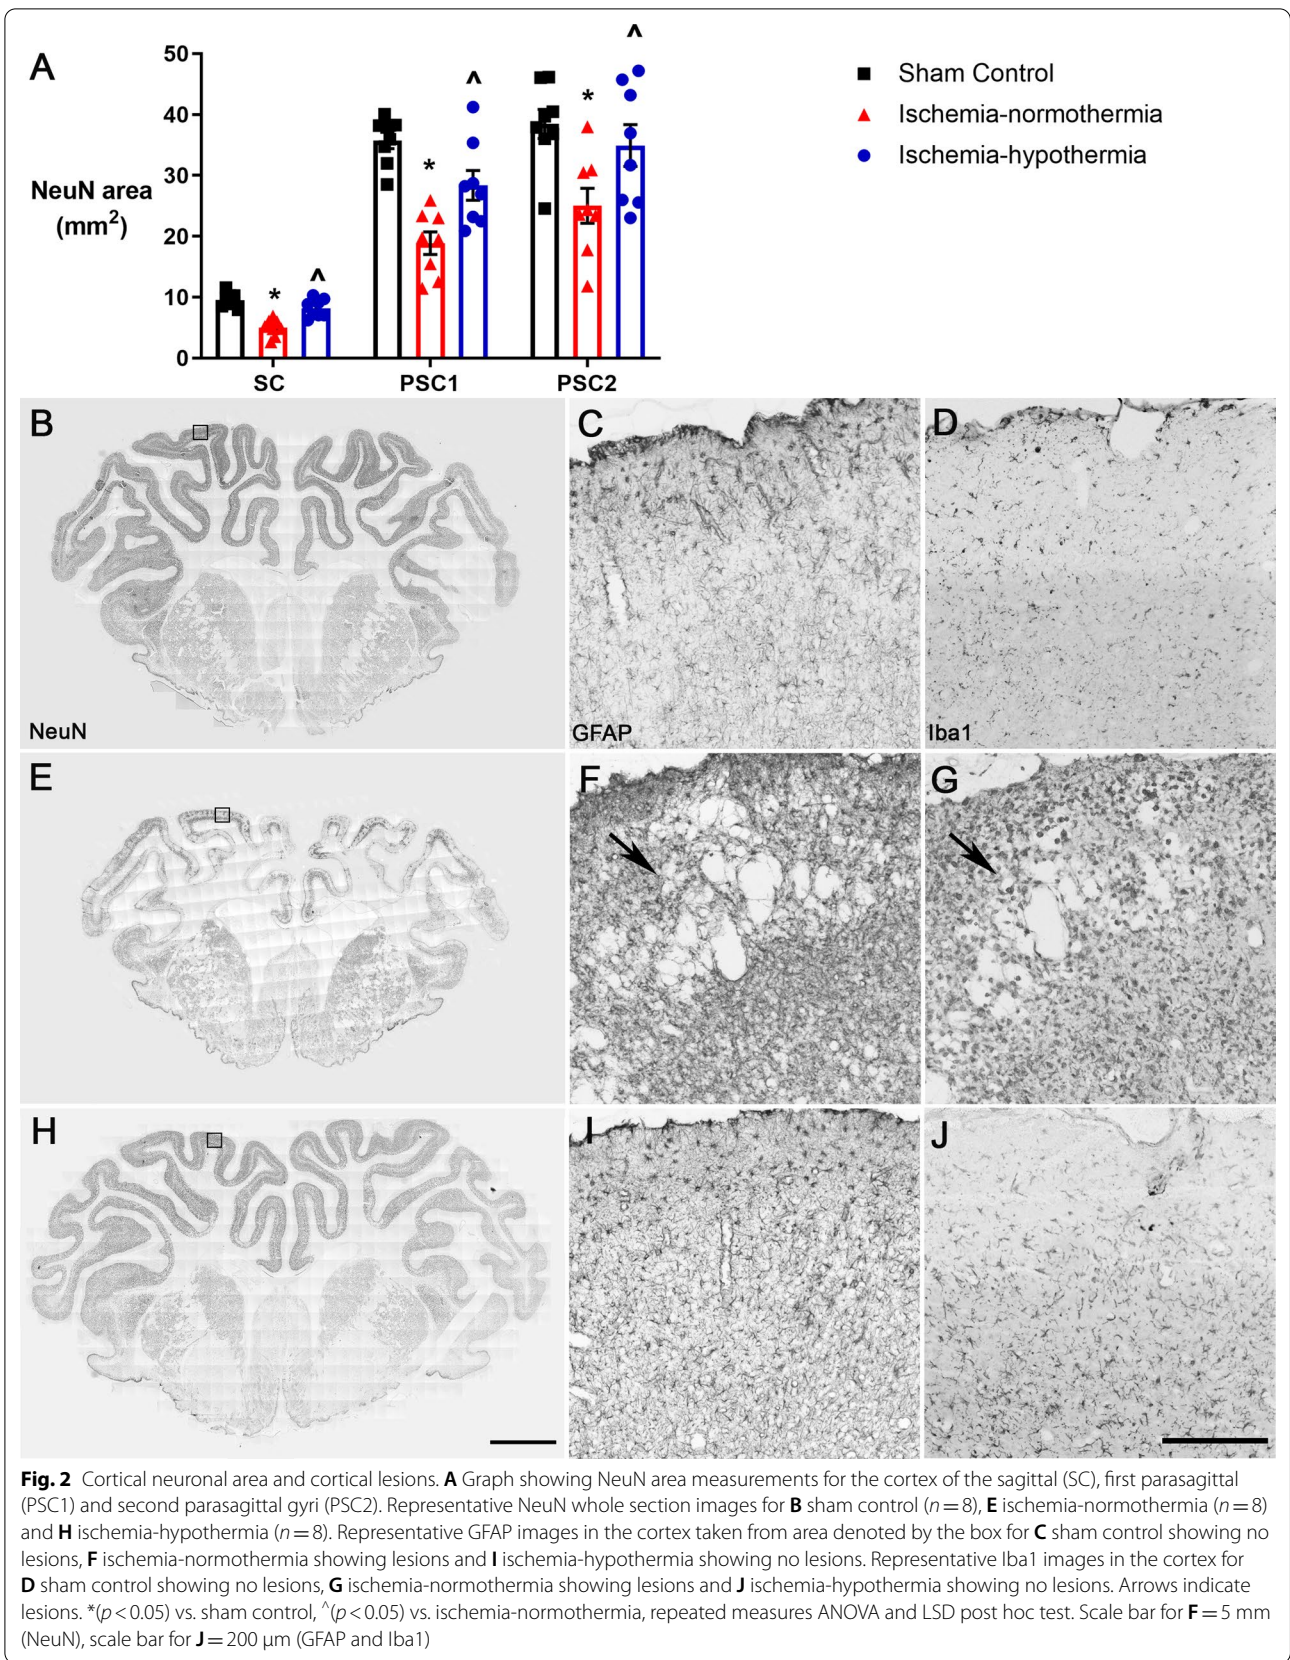 A
50
40
30
20
10
0
NeuN area
(mm²)
* ^
* ^
* ^
SC PSC1 PSC2
Sham Control
Ischemia-normothermia
Ischemia-hypothermia
B C D
NeuN GFAP Iba1
E F G
H I J
Fig. 2 Cortical neuronal area and cortical lesions. A Graph showing NeuN area measurements for the cortex of the sagittal (SC), first parasagittal
(PSC1) and second parasagittal gyri (PSC2). Representative NeuN whole section images for B sham control (n = 8), E ischemia-normothermia (n = 8)
and H ischemia-hypothermia (n = 8). Representative GFAP images in the cortex taken from area denoted by the box for C sham control showing no
lesions, F ischemia-normothermia showing lesions and I ischemia-hypothermia showing no lesions. Representative Iba1 images in the cortex for
D sham control showing no lesions, G ischemia-normothermia showing lesions and J ischemia-hypothermia showing no lesions. Arrows indicate
lesions. *(p < 0.05) vs. sham control, ^(p < 0.05) vs. ischemia-normothermia, repeated measures ANOVA and LSD post hoc test. Scale bar for F = 5 mm
(NeuN), scale bar for J = 200 µm (GFAP and Iba1)